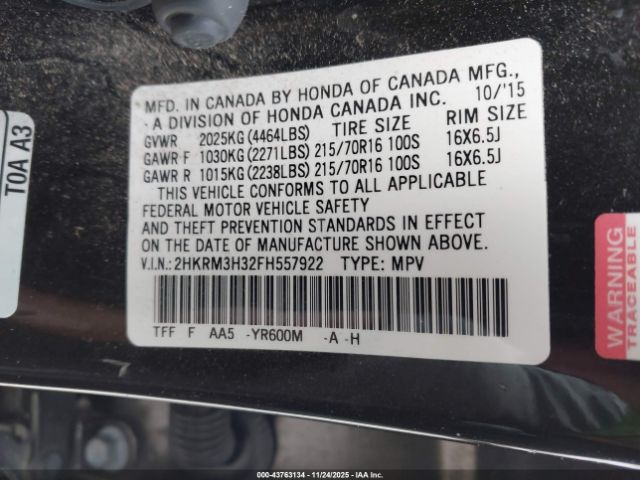 MFD. IN CANADA BY HONDA OF CANADA MFG.,
- A DIVISION OF HONDA CANADA INC. 10/'15
GVWR 2025KG(4464LBS) TIRE SIZE RIM SIZE
GAWR F 1030KG(2271LBS) 215/70R16 100S 16X6.5J
GAWR R 1015KG(2238LBS) 215/70R16 100S 16X6.5J
THIS VEHICLE CONFORMS TO ALL APPLICABLE
FEDERAL MOTOR VEHICLE SAFETY
AND THEFT PREVENTION STANDARDS IN EFFECT
ON THE DATE OF MANUFACTURE SHOWN ABOVE.
V.I.N.: 2HKRM3H32FH557922 TYPE: MPV
TFF F AA5 -YR600M -A -H
TOA A3
WARNING
TRACEABLE
000-43763134 - 11/24/2025 - IAA Inc.